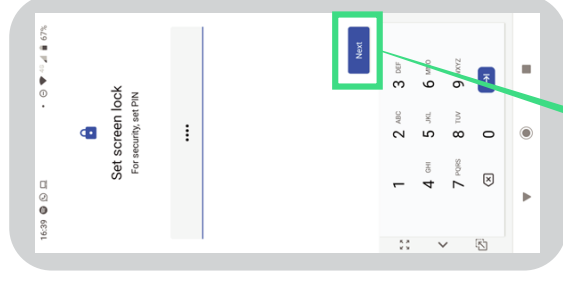 16:39
4G 67%
Set screen lock
For security, set PIN
••••
Next
1
2 ABC
3 DEF
4 GHI
5 JKL
6 MNO
7 PQRS
8 TUV
9 WXYZ
0